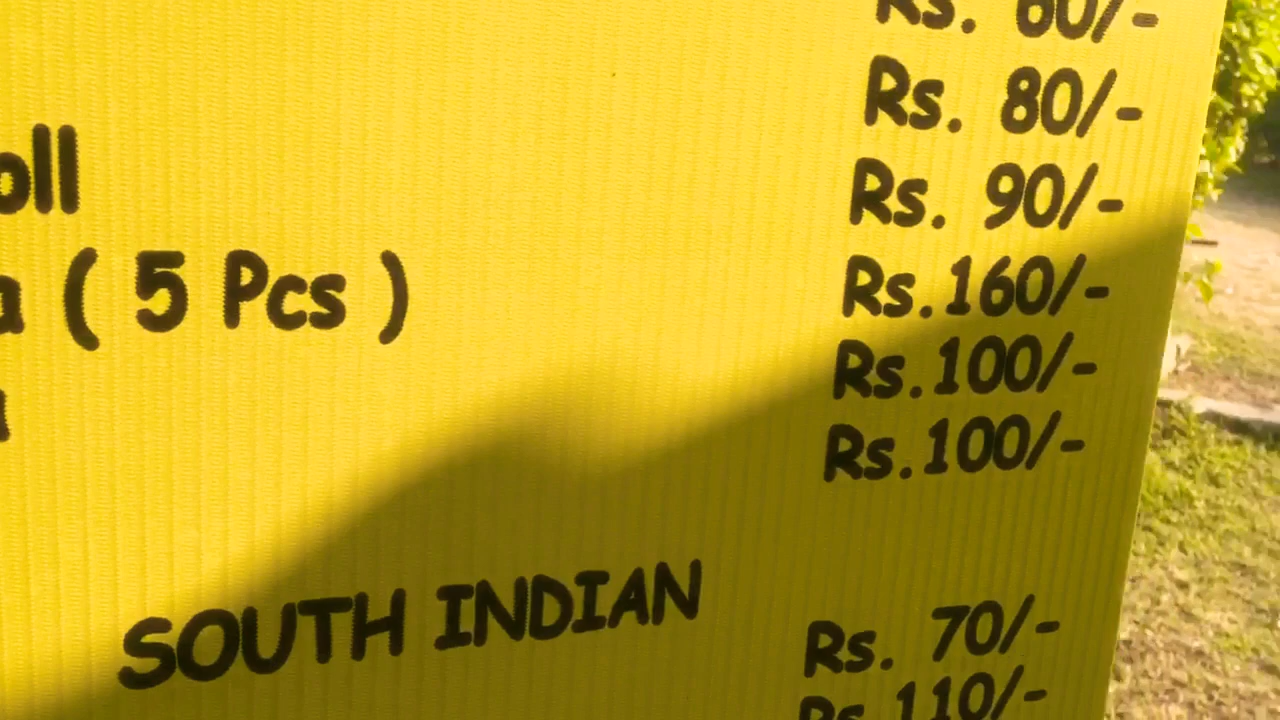 Rs. 60/-
Rs. 80/-
Rs. 90/-
( 5 Pcs ) Rs.160/-
Rs.100/-
Rs.100/-
SOUTH INDIAN
Rs. 70/-
Rs.110/-